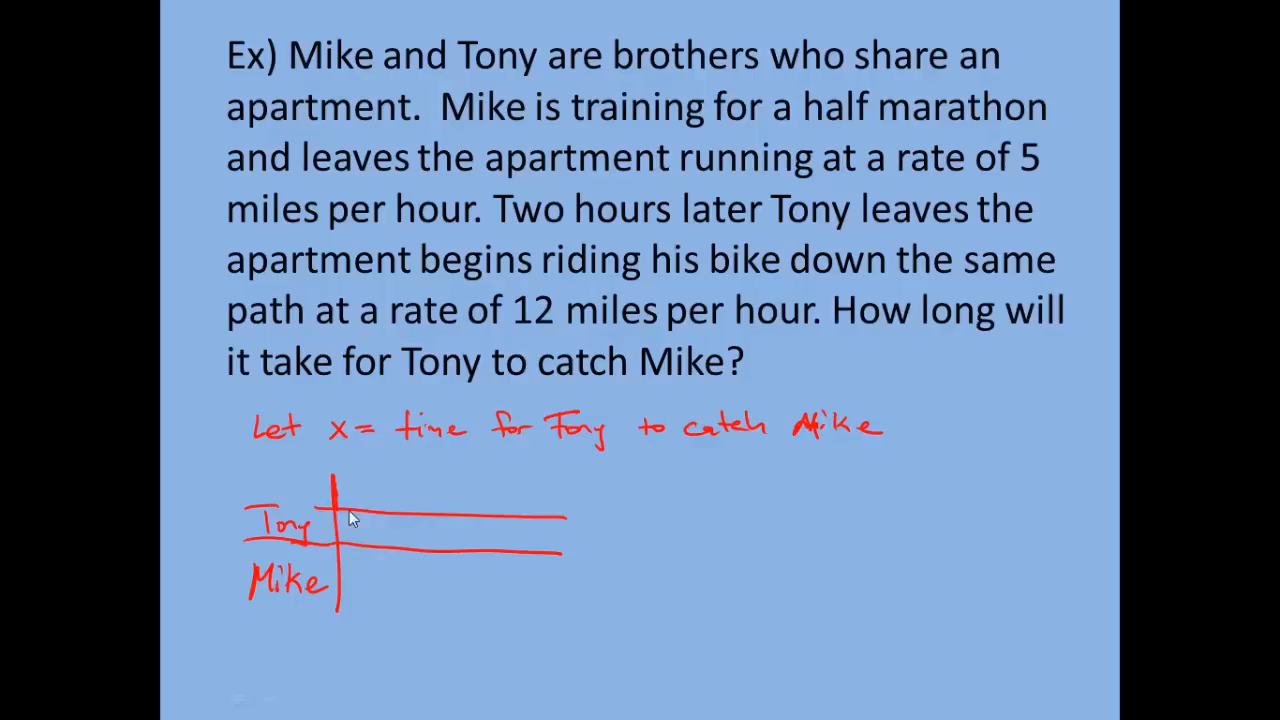 Ex) Mike and Tony are brothers who share an
apartment.  Mike is training for a half marathon
and leaves the apartment running at a rate of 5
miles per hour. Two hours later Tony leaves the
apartment begins riding his bike down the same
path at a rate of 12 miles per hour. How long will
it take for Tony to catch Mike?
Let x = time for Tony to catch Mike
Tony
Mike